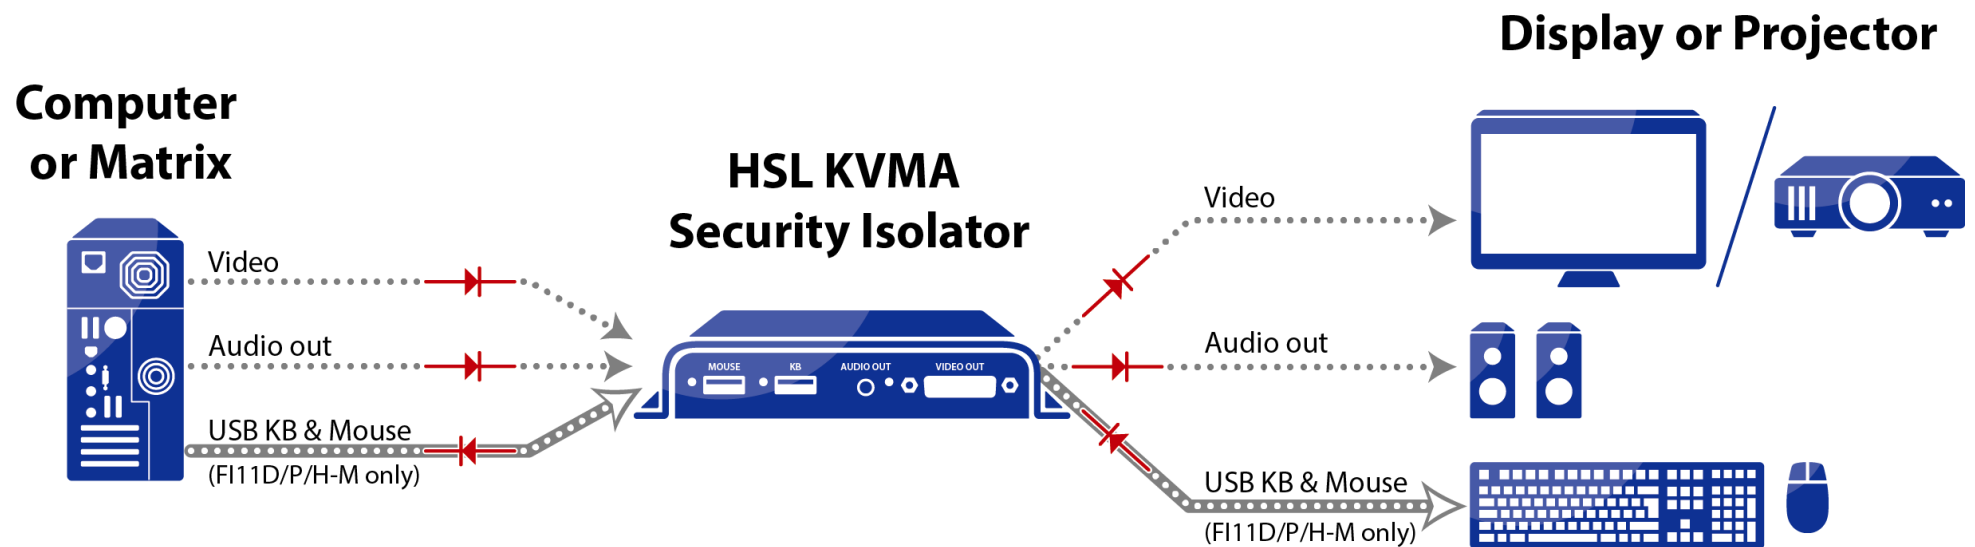 Display or Projector
Computer
or Matrix
HSL KVMA
Security Isolator
Video
Audio out
USB KB & Mouse
(FI11D/P/H-M only)
MOUSE
KB
AUDIO OUT
VIDEO OUT
Video
Audio out
USB KB & Mouse
(FI11D/P/H-M only)